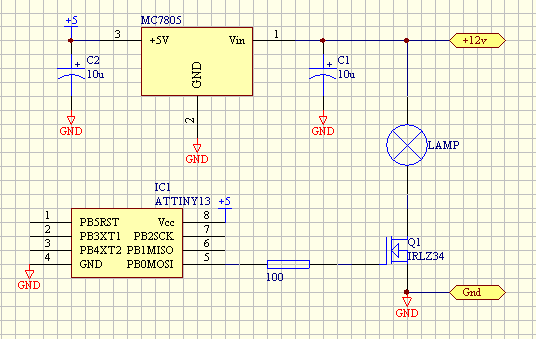 +5
MC7805
3
+5V
Vin
1
+12v
C2
10u
GND
C1
10u
GND
2
GND
GND
LAMP
IC1
ATTINY13
+5
1
PB5RST
Vcc
8
2
PB3XT1
PB2SCK
7
3
PB4XT2
PB1MISO
6
4
GND
PB0MOSI
5
GND
100
Q1
IRLZ34
Gnd
GND